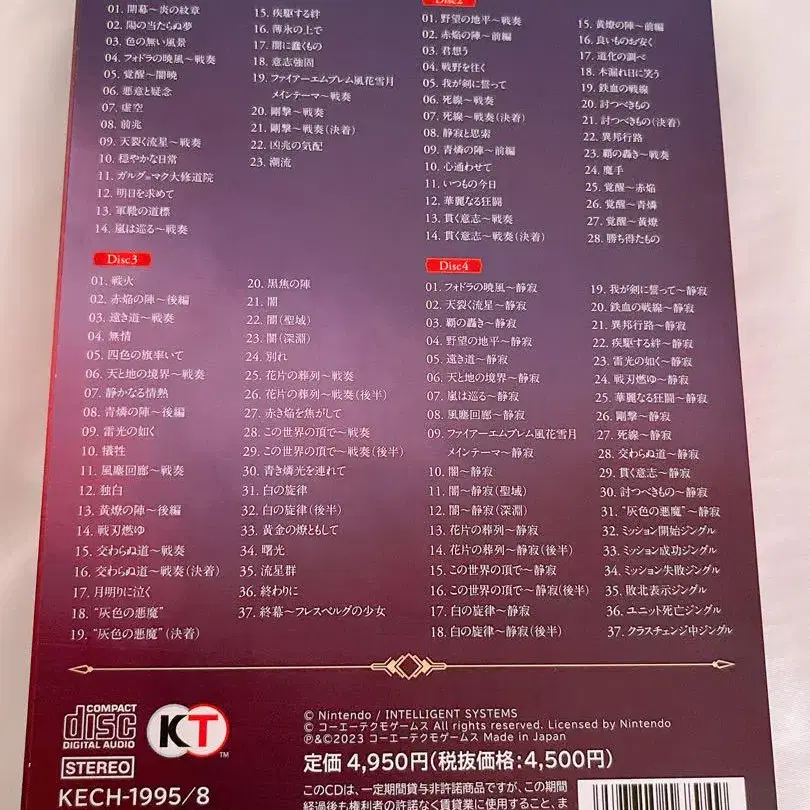 01. 開幕～炎の紋章
02. 陽の当たらぬ夢
03. 色の無い風景
04. フォドラの暁風～戦奏
05. 覚醒～闇暁
06. 悪意と疑念
07. 虚空
08. 前兆
09. 天裂く流星～戦奏
10. 穏やかな日常
11. ガルグ=マク大修道院
12. 明日を求めて
13. 軍靴の道標
14. 嵐は巡る～戦奏
15. 疾駆する絆
16. 薄氷の上で
17. 闇に蠢くもの
18. 意志強固
19. ファイアーエムブレム風花雪月
メインテーマ～戦奏
20. 剛撃～戦奏
21. 剛撃～戦奏(決着)
22. 凶兆の気配
23. 潮流
Disc2
01. 野望の地平～戦奏
02. 赤焔の陣～前編
03. 君想う
04. 戦野を往く
05. 我が剣に誓って
06. 死線～戦奏
07. 死線～戦奏(決着)
08. 静寂と思索
09. 青燐の陣～前編
10. 心通わせて
11. いつもの今日
12. 華麗なる狂闘
13. 貫く意志～戦奏
14. 貫く意志～戦奏(決着)
15. 黄燎の陣～前編
16. 良いものお安く
17. 道化の調べ
18. 木漏れ日に笑う
19. 鉄血の戦線
20. 討つべきもの
21. 討つべきもの(決着)
22. 異邦行路
23. 覇の轟き～戦奏
24. 魔手
25. 覚醒～赤焔
26. 覚醒～青燐
27. 覚醒～黄燎
28. 勝ち得たもの
Disc3
01. 戦火
02. 赤焔の陣～後編
03. 遠き道～戦奏
04. 無情
05. 四色の旗率いて
06. 天と地の境界～戦奏
07. 静かなる情熱
08. 青燐の陣～後編
09. 雷光の如く
10. 犠牲
11. 風塵回廊～戦奏
12. 独白
13. 黄燎の陣～後編
14. 戦刃燃ゆ
15. 交わらぬ道～戦奏
16. 交わらぬ道～戦奏(決着)
17. 月明りに泣く
18. "灰色の悪魔"
19. "灰色の悪魔"(決着)
20. 黒焦の陣
21. 闇
22. 闇(聖域)
23. 闇(深淵)
24. 別れ
25. 花片の葬列～戦奏
26. 花片の葬列～戦奏(後半)
27. 赤き焔を焦がして
28. この世界の頂で～戦奏
29. この世界の頂で～戦奏(後半)
30. 青き燐光を連れて
31. 白の旋律
32. 白の旋律(後半)
33. 黄金の燎ともして
34. 曙光
35. 流星群
36. 終わりに
37. 終幕～フレスベルグの少女
Disc4
01. フォドラの暁風～静寂
02. 天裂く流星～静寂
03. 覇の轟き～静寂
04. 野望の地平～静寂
05. 遠き道～静寂
06. 天と地の境界～静寂
07. 嵐は巡る～静寂
08. 風塵回廊～静寂
09. ファイアーエムブレム風花雪月
メインテーマ～静寂
10. 闇～静寂
11. 闇～静寂(聖域)
12. 闇～静寂(深淵)
13. 花片の葬列～静寂
14. 花片の葬列～静寂(後半)
15. この世界の頂で～静寂
16. この世界の頂で～静寂(後半)
17. 白の旋律～静寂
18. 白の旋律～静寂(後半)
19. 我が剣に誓って～静寂
20. 鉄血の戦線～静寂
21. 異邦行路～静寂
22. 疾駆する絆～静寂
23. 雷光の如く～静寂
24. 戦刃燃ゆ～静寂
25. 華麗なる狂闘～静寂
26. 剛撃～静寂
27. 死線～静寂
28. 交わらぬ道～静寂
29. 貫く意志～静寂
30. 討つべきもの～静寂
31. "灰色の悪魔"～静寂
32. ミッション開始ジングル
33. ミッション成功ジングル
34. ミッション失敗ジングル
35. 敗北表示ジングル
36. ユニット死亡ジングル
37. クラスチェンジ中ジングル
COMPACT
disc
DIGITAL AUDIO
STEREO
KECH-1995/8
KT
TM
© Nintendo / INTELLIGENT SYSTEMS
© コーエーテクモゲームス All rights reserved. Licensed by Nintendo
℗&©2023 コーエーテクモゲームス Made in Japan
定価 4,950円(税抜価格:4,500円)
このCDは、一定期間貸与非許諾商品ですが、この期間
経過後も権利者の許諾なく賃貸業に使用すること、ま